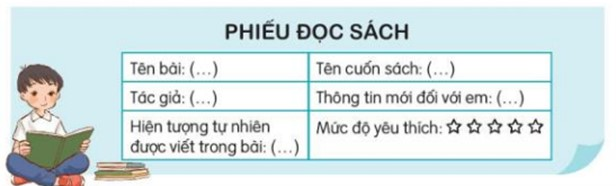 PHIẾU ĐỌC SÁCH
Tên bài: (...)
Tên cuốn sách: (...)
Tác giả: (...)
Thông tin mới đối với em: (...)
Hiện tượng tự nhiên
được viết trong bài: (...)
Mức độ yêu thích: ☆ ☆ ☆ ☆ ☆